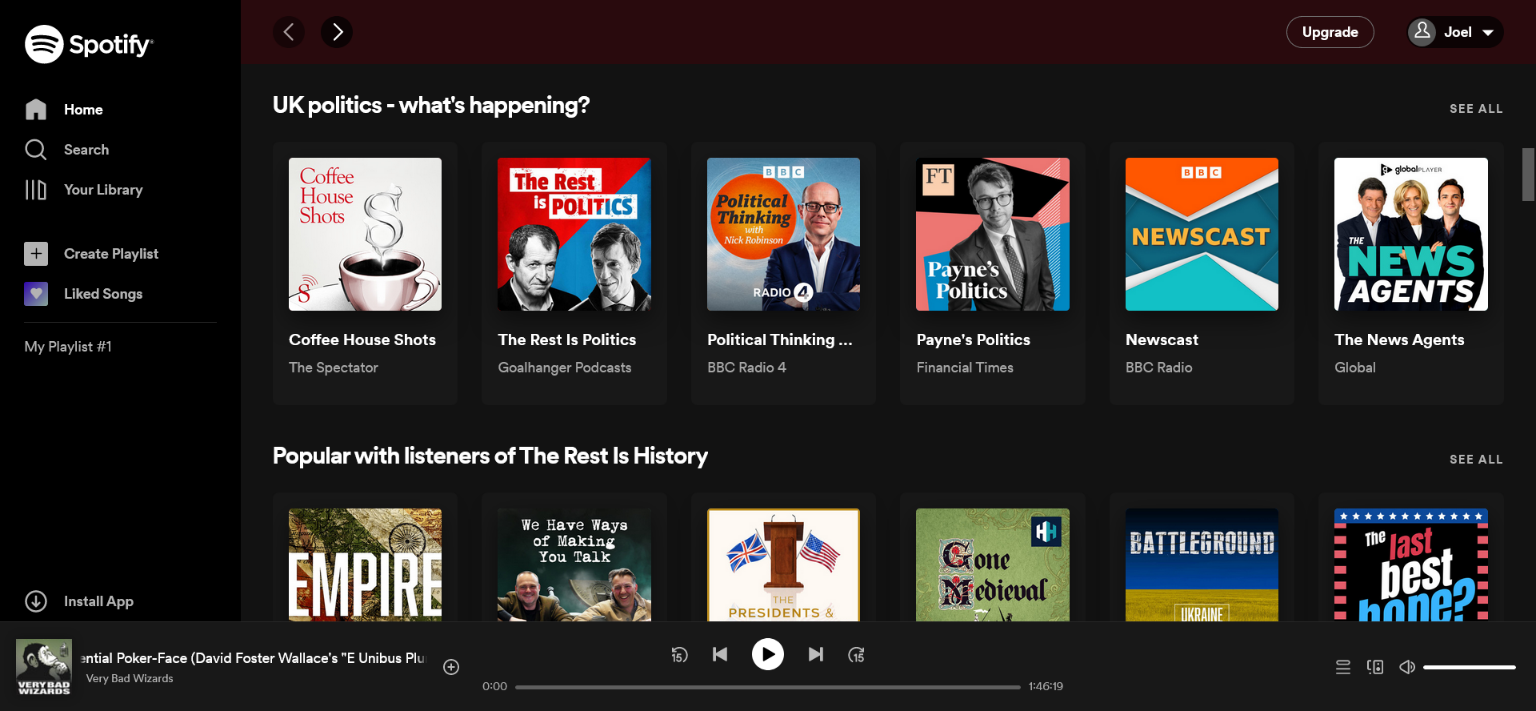 Spotify
Upgrade
Joel
Home
Search
Your Library
Create Playlist
Liked Songs
My Playlist #1
Install App
UK politics - what's happening?
SEE ALL
Coffee
House
Shots
S
The Rest
is POLITICS
BBC
Political
Thinking
with
Nick Robinson
RADIO 4
FT
Payne's
Politics
BBC
NEWSCAST
globalPLAYER
THE
NEWS
AGENTS
Coffee House Shots
The Rest Is Politics
Political Thinking ...
Payne's Politics
Newscast
The News Agents
The Spectator
Goalhanger Podcasts
BBC Radio 4
Financial Times
BBC Radio
Global
Popular with listeners of The Rest Is History
SEE ALL
EMPIRE
We Have Ways
of Making
You Talk
THE
PRESIDENTS &
HH
Gone
Medieval
BATTLEGROUND
UKRAINE
The last
best
hope?
ential Poker-Face (David Foster Wallace's "E Unibus Plu
Very Bad Wizards
VERY BAD
WIZARDS
15
15
0:00
1:46:19